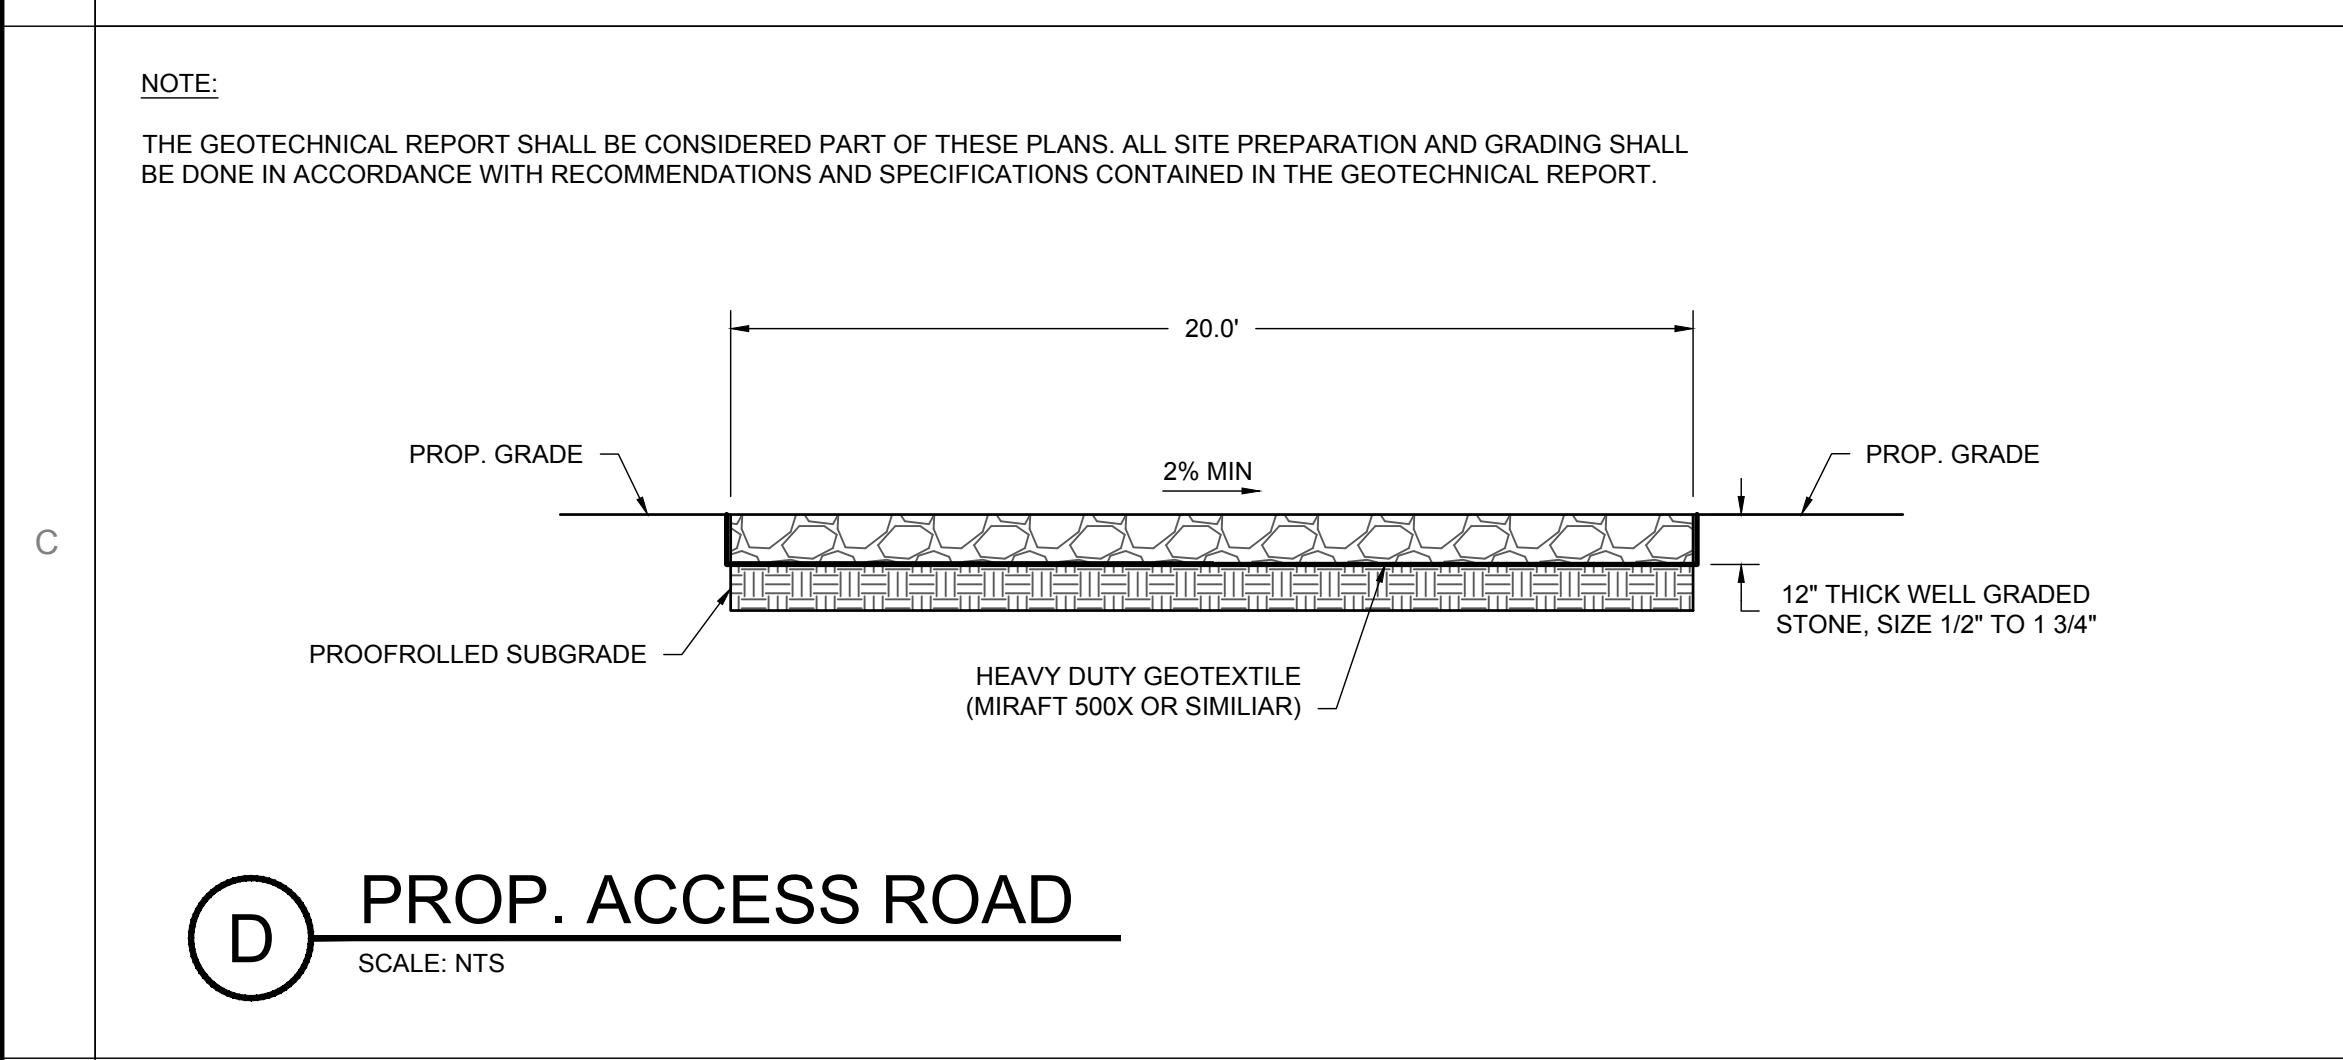 NOTE:
THE GEOTECHNICAL REPORT SHALL BE CONSIDERED PART OF THESE PLANS. ALL SITE PREPARATION AND GRADING SHALL
BE DONE IN ACCORDANCE WITH RECOMMENDATIONS AND SPECIFICATIONS CONTAINED IN THE GEOTECHNICAL REPORT.
20.0'
PROP. GRADE
2% MIN
PROP. GRADE
C
12" THICK WELL GRADED
STONE, SIZE 1/2" TO 1 3/4"
PROOFROLLED SUBGRADE
HEAVY DUTY GEOTEXTILE
(MIRAFT 500X OR SIMILIAR)
D
PROP. ACCESS ROAD
SCALE: NTS